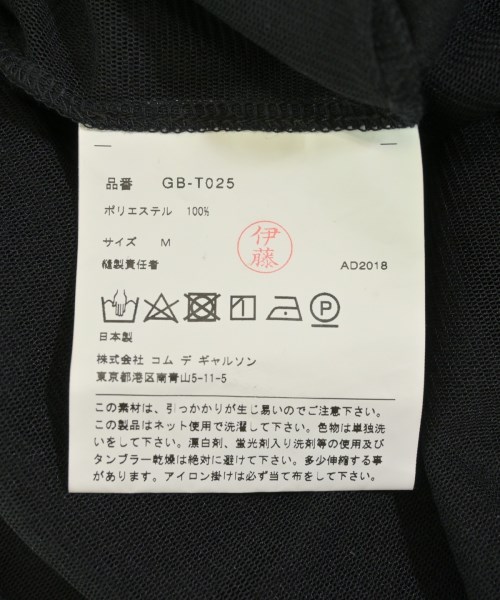 品番 GB-T025
ポリエステル 100%
サイズ M
伊藤
縫製責任者 AD2018
P
日本製
株式会社 コム デ ギャルソン
東京都港区南青山5-11-5
この素材は、引っかかりが生じ易いのでご注意下さい。
この製品はネット使用で洗濯して下さい。色物は単独洗
いをして下さい。漂白剤、蛍光剤入り洗剤等の使用及び
タンブラー乾燥は絶対に避けて下さい。多少伸縮する事
があります。アイロン掛けは必ず当て布をして下さい。